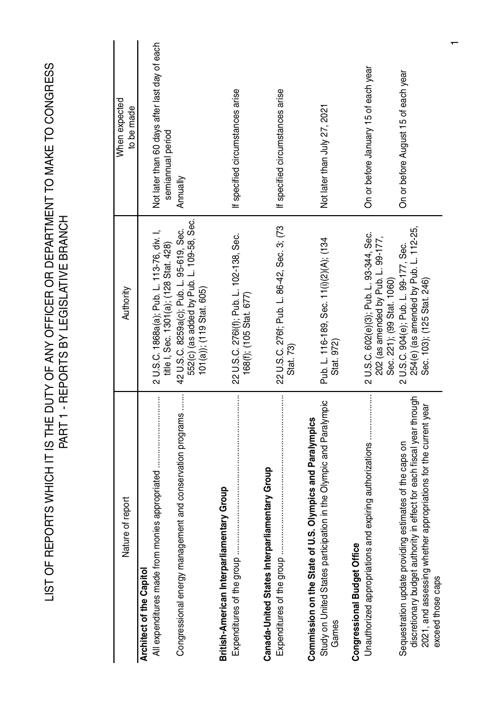 LIST OF REPORTS WHICH IT IS THE DUTY OF ANY OFFICER OR DEPARTMENT TO MAKE TO CONGRESS
PART 1 - REPORTS BY LEGISLATIVE BRANCH
Nature of report
Authority
When expected
to be made
Architect of the Capitol
All expenditures made from monies appropriated
2 U.S.C. 1868a(a); Pub. L. 113-76, div. I,
title I, Sec. 1301(a); (128 Stat. 428)
Not later than 60 days after last day of each
semiannual period
Congressional energy management and conservation programs
42 U.S.C. 8259a(c); Pub. L. 95-619, Sec.
552(c) (as added by Pub. L. 109-58, Sec.
101(a)); (119 Stat. 605)
Annually
British-American Interparliamentary Group
Expenditures of the group
22 U.S.C. 276l(f); Pub. L. 102-138, Sec.
168(f); (105 Stat. 677)
If specified circumstances arise
Canada-United States Interparliamentary Group
Expenditures of the group
22 U.S.C. 276f; Pub. L. 86-42, Sec. 3; (73
Stat. 73)
If specified circumstances arise
Commission on the State of U.S. Olympics and Paralympics
Study on United States participation in the Olympic and Paralympic
Games
Pub. L. 116-189, Sec. 11(i)(2)(A); (134
Stat. 972)
Not later than July 27, 2021
Congressional Budget Office
Unauthorized appropriations and expiring authorizations
2 U.S.C. 602(e)(3); Pub. L. 93-344, Sec.
202 (as amended by Pub. L. 99-177,
Sec. 221); (99 Stat. 1060)
On or before January 15 of each year
Sequestration update providing estimates of the caps on
discretionary budget authority in effect for each fiscal year through
2021, and assessing whether appropriations for the current year
exceed those caps
2 U.S.C. 904(e); Pub. L. 99-177, Sec.
254(e) (as amended by Pub. L. 112-25,
Sec. 103); (125 Stat. 246)
On or before August 15 of each year
1